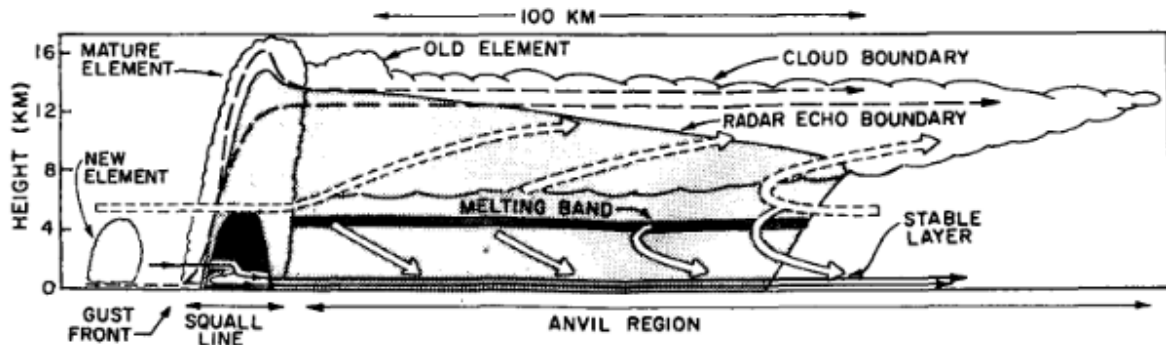 100 KM
16
12
8
4
0
HEIGHT (KM)
MATURE
ELEMENT
OLD ELEMENT
CLOUD BOUNDARY
RADAR ECHO BOUNDARY
NEW
ELEMENT
MELTING BAND
STABLE
LAYER
GUST
FRONT
SQUALL
LINE
ANVIL REGION